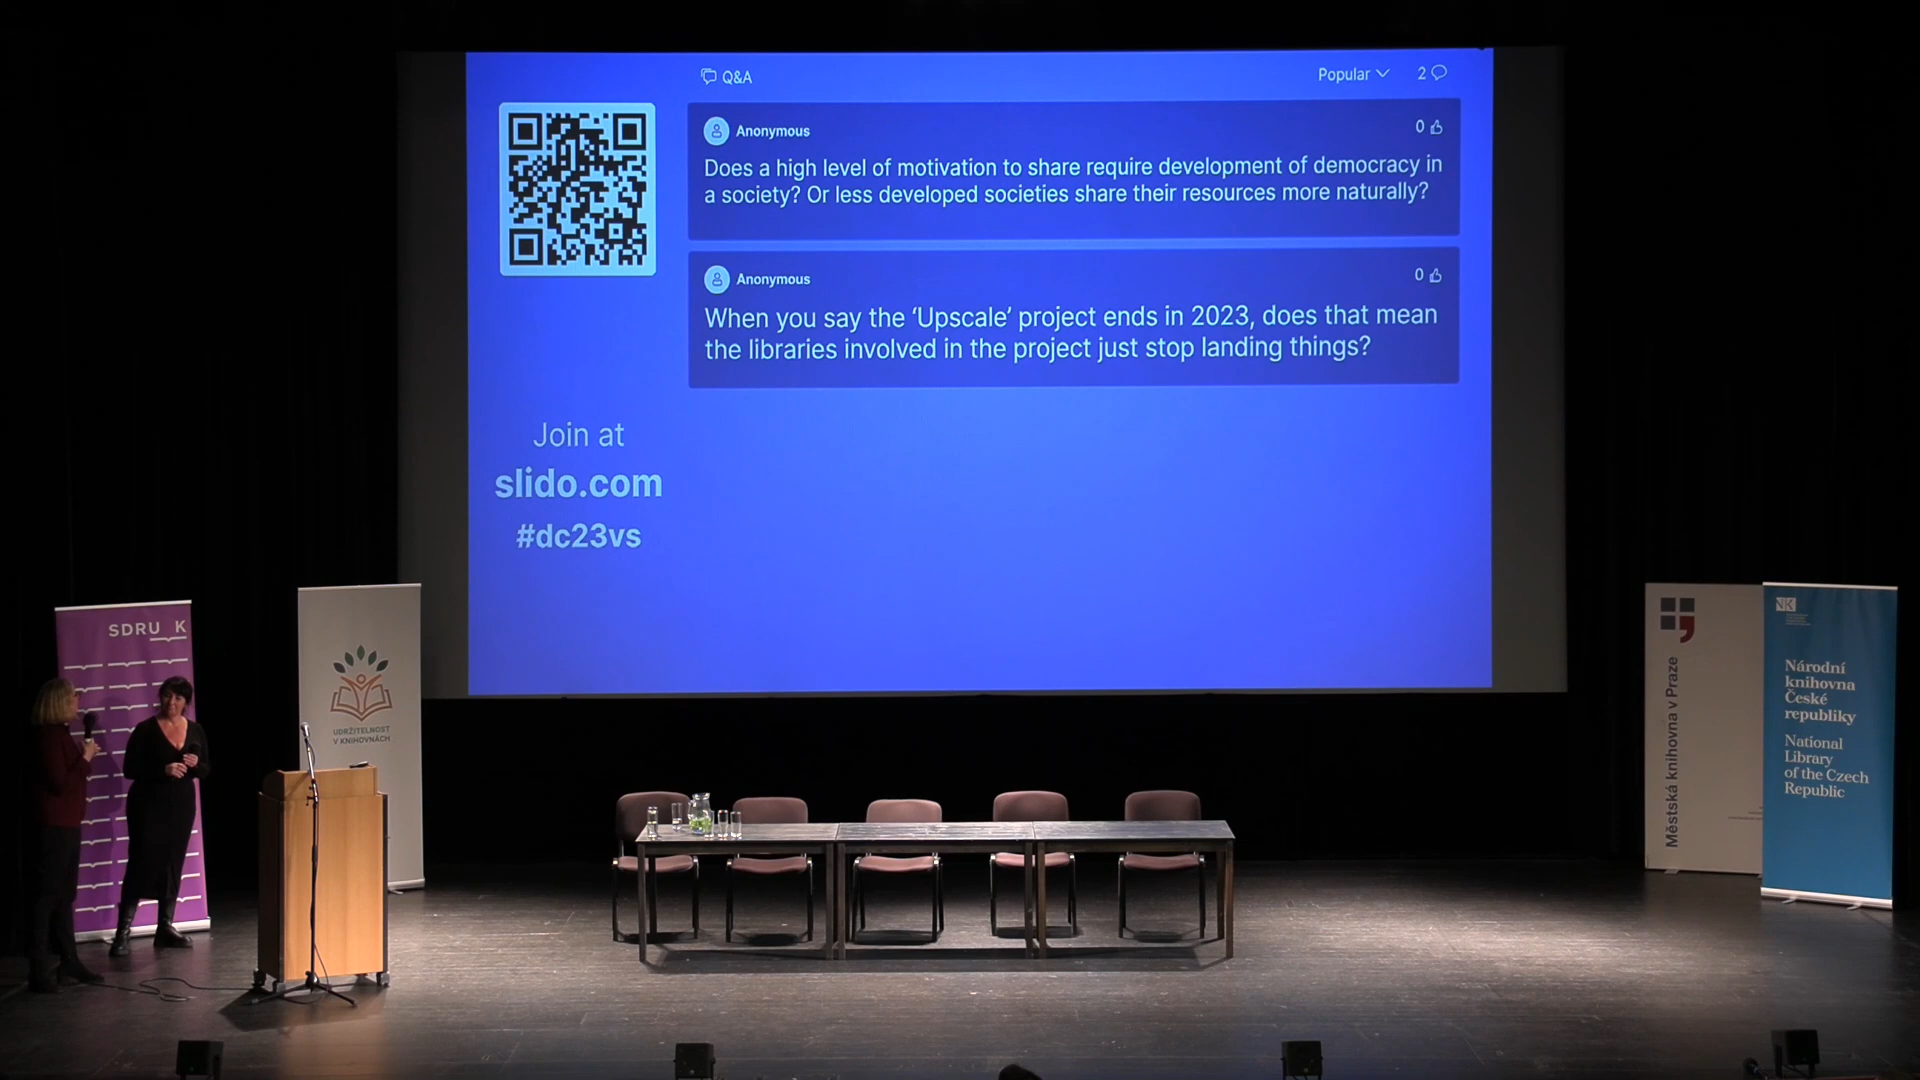 Q&A
Popular
2
Anonymous
0
Does a high level of motivation to share require development of democracy in
a society? Or less developed societies share their resources more naturally?
Anonymous
0
When you say the ‘Upscale’ project ends in 2023, does that mean
the libraries involved in the project just stop landing things?
Join at
slido.com
#dc23vs
SDRU_K
UDRŽITELNOST
V KNIHOVNÁCH
Městská knihovna v Praze
NK
Národní
knihovna
České
republiky
National
Library
of the Czech
Republic